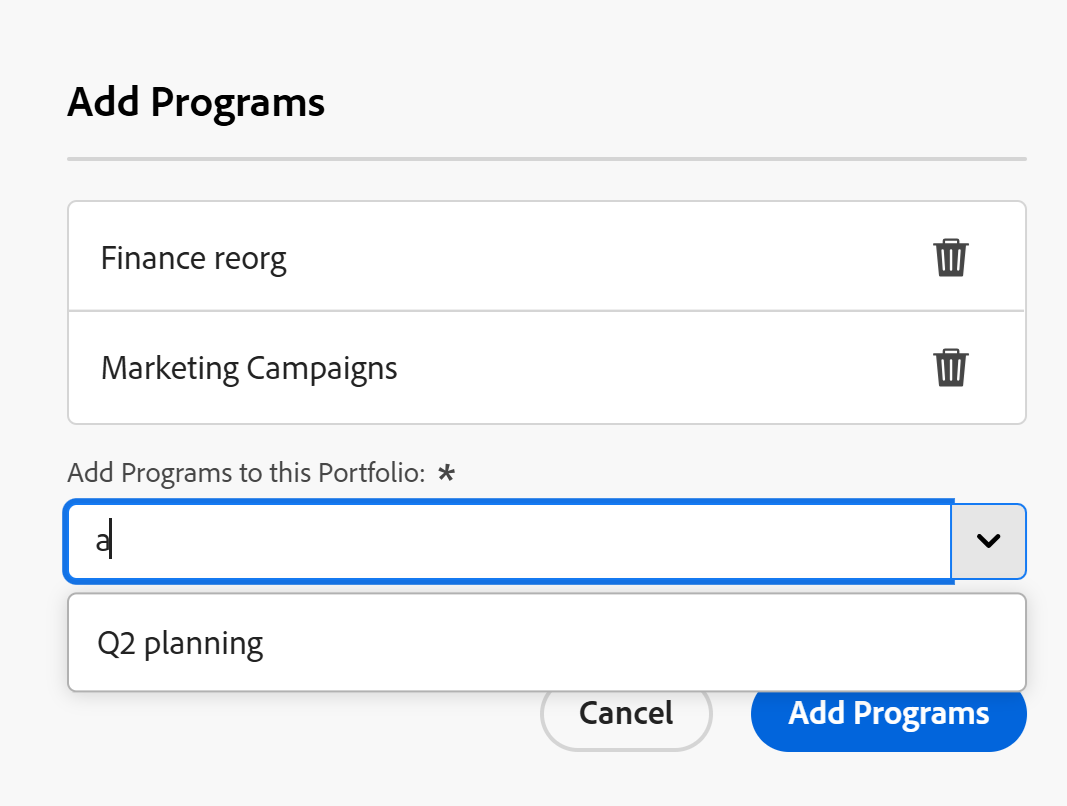 Add Programs
Finance reorg
Marketing Campaigns
Add Programs to this Portfolio: *
a
Q2 planning
Cancel
Add Programs